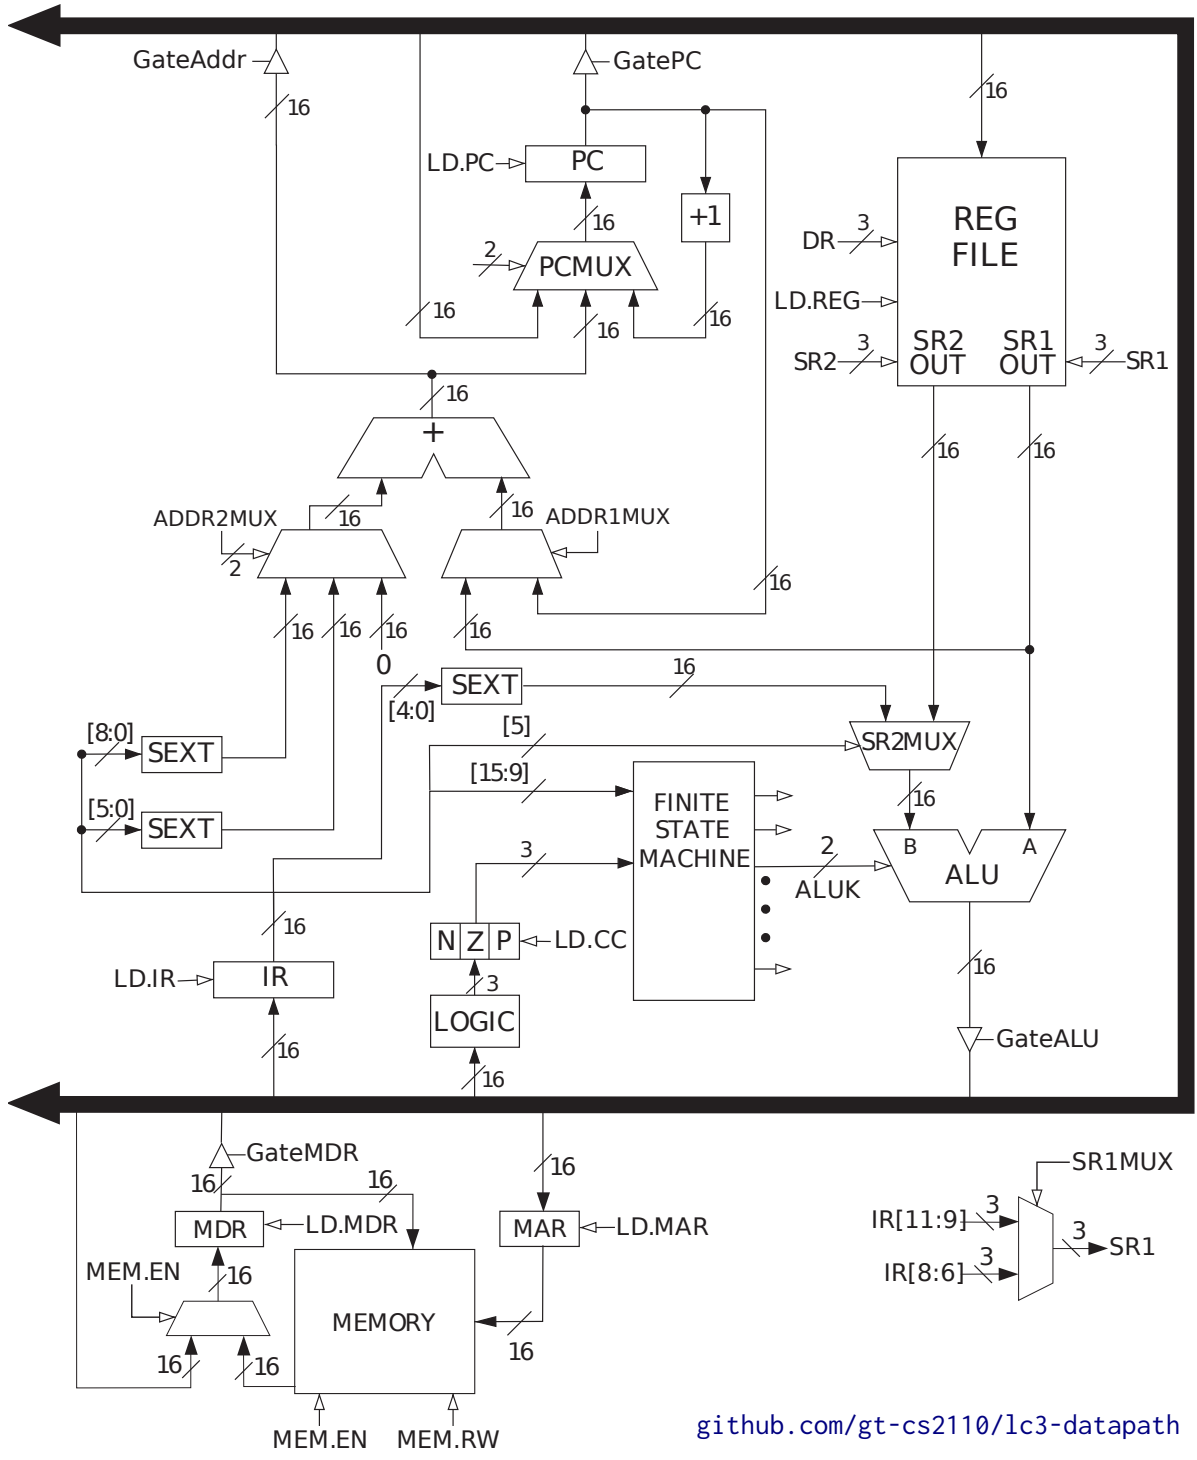 GateAddr
GatePC
16
16
LD.PC
PC
REG
FILE
+1
16
2
PCMUX
DR
3
LD.REG
16
16
16
SR2
3
SR2
OUT
SR1
OUT
3
SR1
16
+
16
16
ADDR2MUX
16
16
ADDR1MUX
2
16
16
16
16
16
0
[4:0]
SEXT
16
[8:0]
SEXT
[5]
SR2MUX
[15:9]
16
[5:0]
SEXT
FINITE
STATE
MACHINE
3
2
ALUK
B
A
ALU
16
N Z P
LD.CC
LD.IR
IR
3
16
LOGIC
GateALU
16
16
GateMDR
16
16
16
SR1MUX
MDR
LD.MDR
MAR
LD.MAR
IR[11:9]
3
3
SR1
IR[8:6]
3
MEM.EN
16
MEMORY
16
16
16
MEM.EN
MEM.RW
github.com/gt-cs2110/lc3-datapath